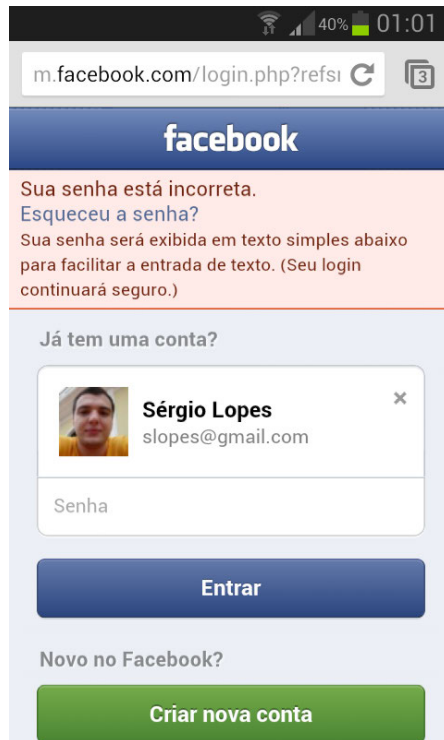 40% 01:01
m.facebook.com/login.php?refsr 3
facebook
Sua senha está incorreta.
Esqueceu a senha?
Sua senha será exibida em texto simples abaixo
para facilitar a entrada de texto. (Seu login
continuará seguro.)
Já tem uma conta?
Sérgio Lopes
slopes@gmail.com
Senha
Entrar
Novo no Facebook?
Criar nova conta